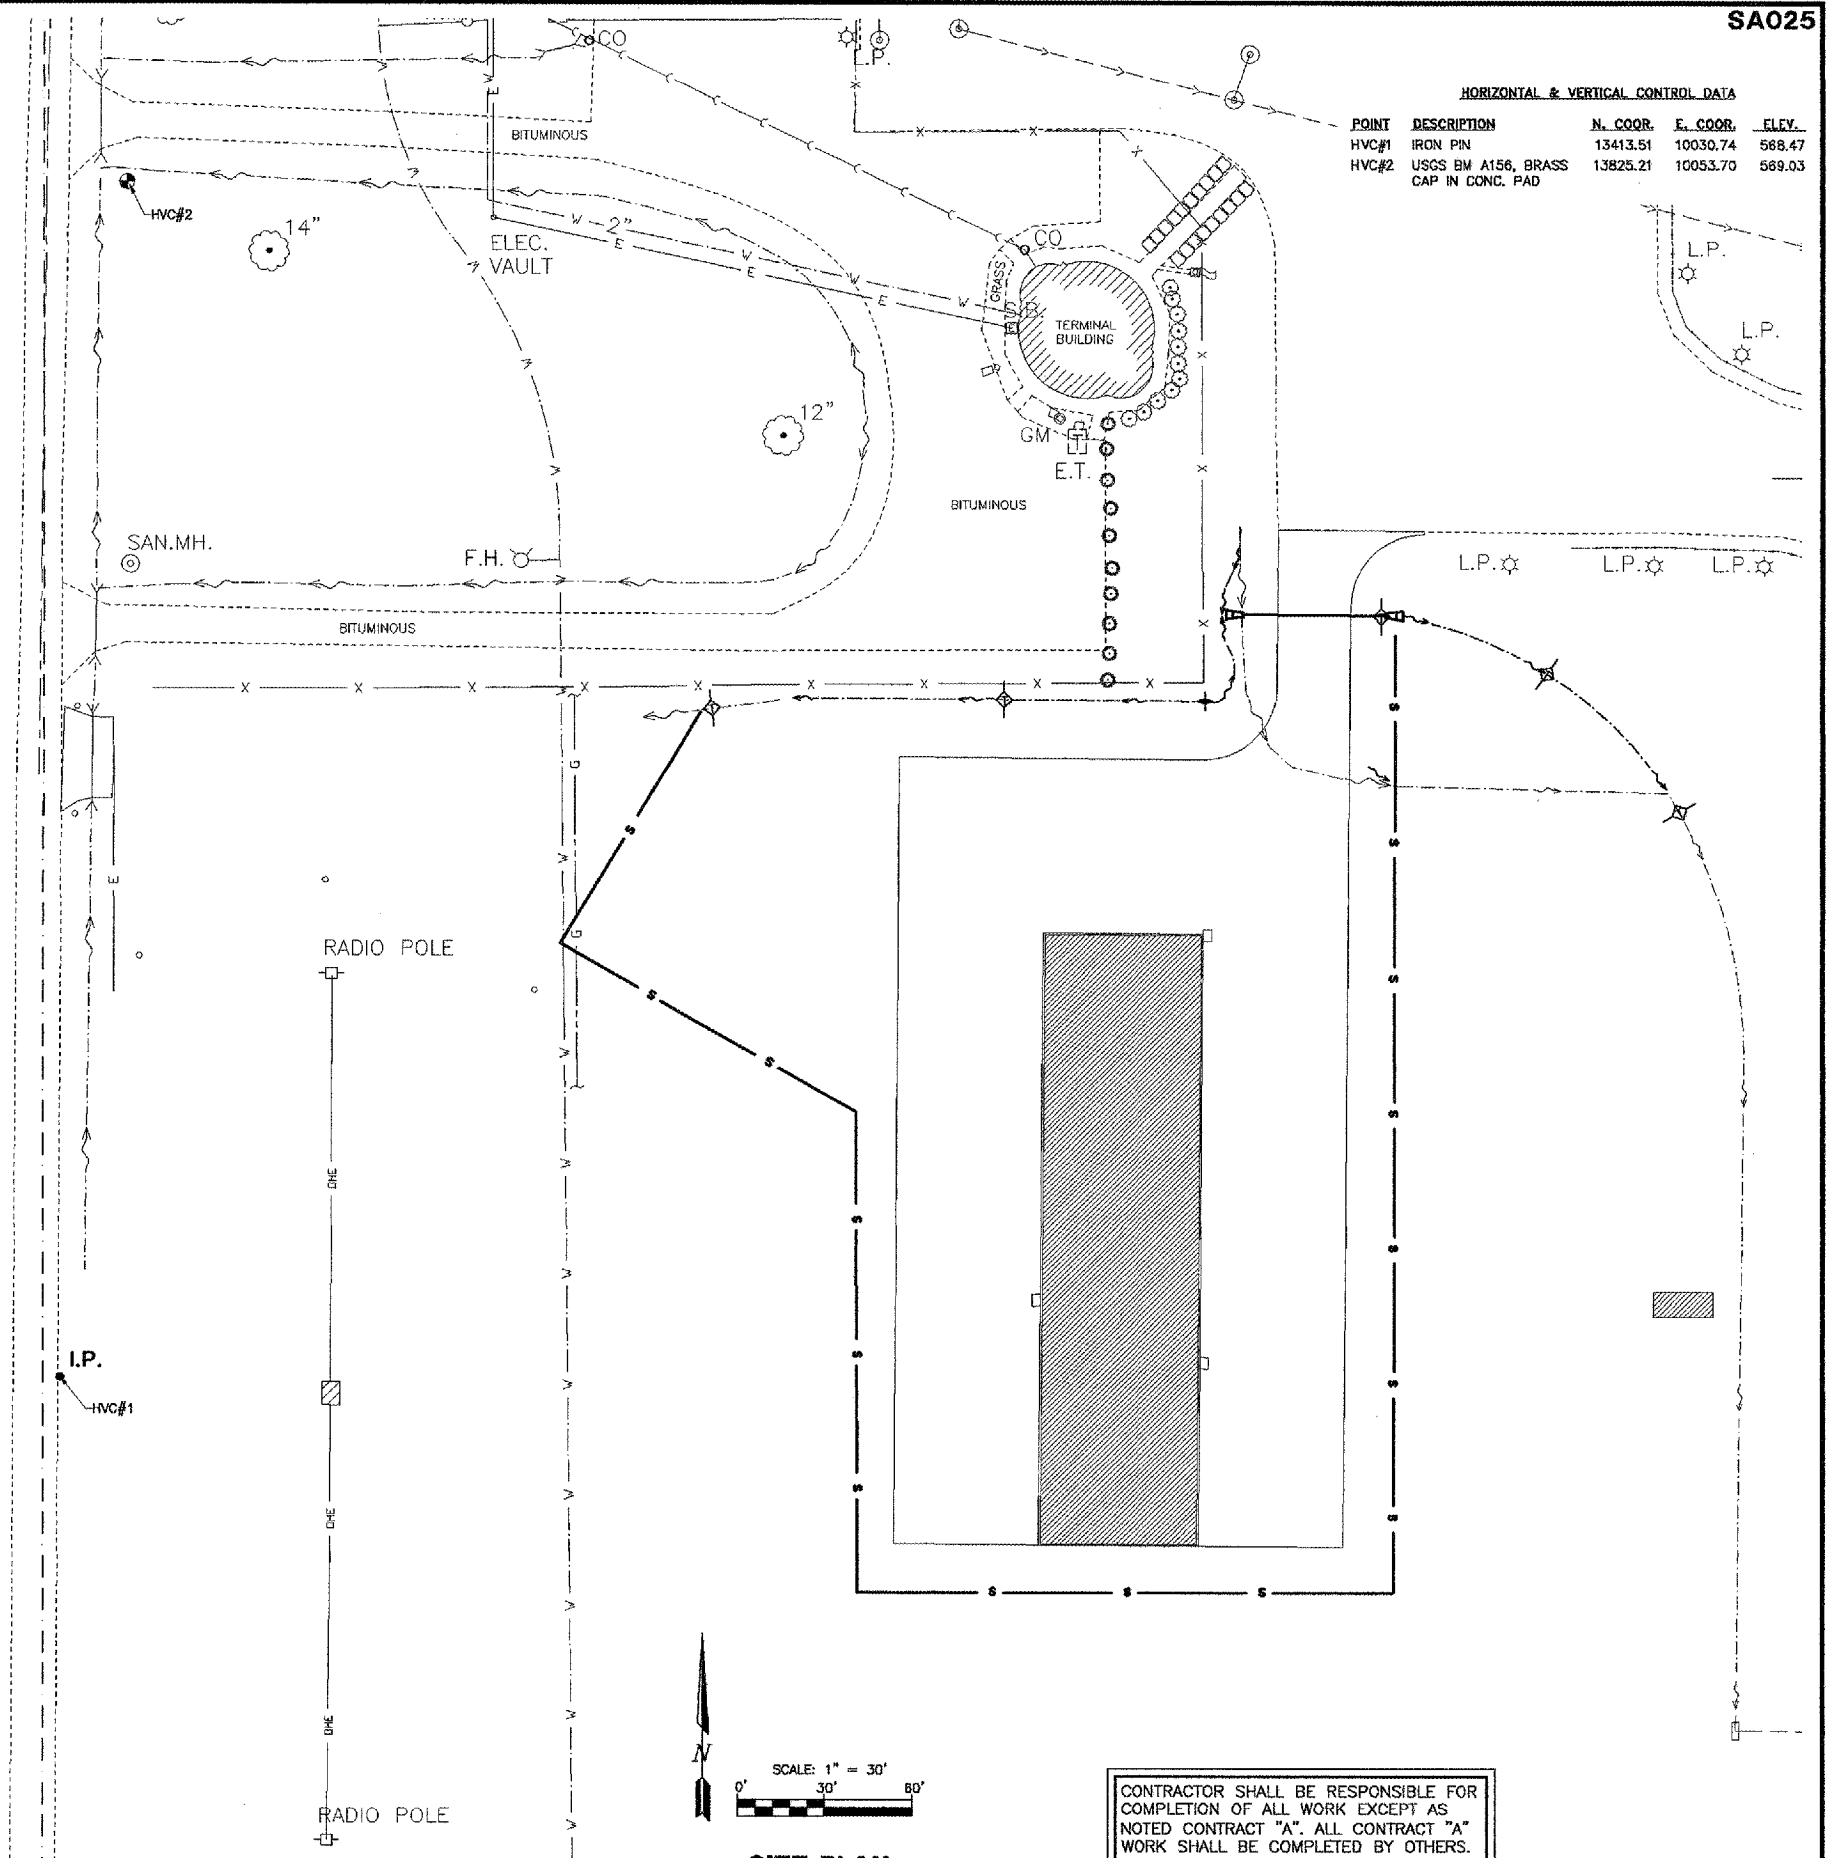 SA025
HORIZONTAL & VERTICAL CONTROL DATA
POINT DESCRIPTION N. COOR. E. COOR. ELEV.
HVC#1 IRON PIN 13413.51 10030.74 568.47
HVC#2 USGS BM A156, BRASS CAP IN CONC. PAD 13825.21 10053.70 569.03
CO
L.P.
BITUMINOUS
HVC#2
14"
W 2"
E
ELEC.
VAULT
CO
GRASS
TERMINAL
BUILDING
L.P.
L.P.
12"
GM
E.T.
BITUMINOUS
SAN.MH.
F.H.
L.P.
L.P.
L.P.
BITUMINOUS
X X X X X X X X X
G
S
W
E
G
RADIO POLE
S
S
OHE
I.P.
HVC#1
OHE
S S S
OHE
N
SCALE: 1" = 30'
0' 30' 60'
RADIO POLE
CONTRACTOR SHALL BE RESPONSIBLE FOR
COMPLETION OF ALL WORK EXCEPT AS
NOTED CONTRACT "A". ALL CONTRACT "A"
WORK SHALL BE COMPLETED BY OTHERS.